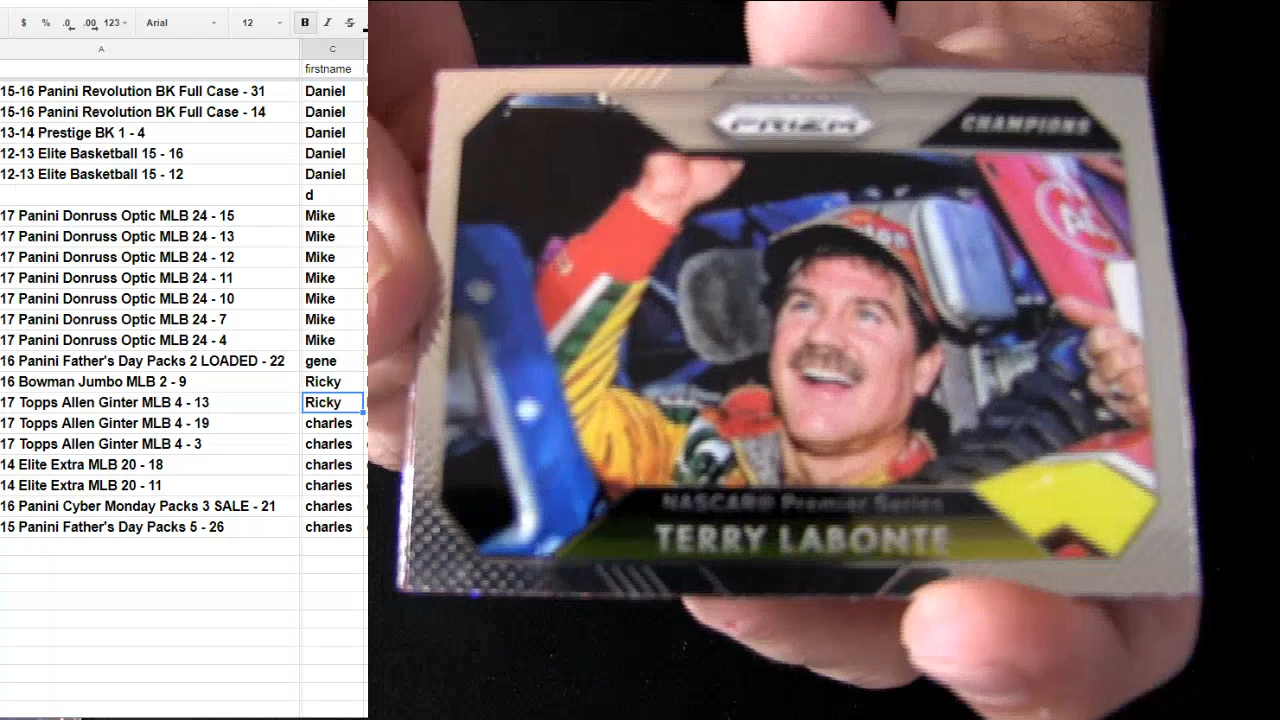 $ % .0 .00 123 Arial 12 B I S
A C
firstname
15-16 Panini Revolution BK Full Case - 31 Daniel
15-16 Panini Revolution BK Full Case - 14 Daniel
13-14 Prestige BK 1 - 4 Daniel
12-13 Elite Basketball 15 - 16 Daniel
12-13 Elite Basketball 15 - 12 Daniel
d
17 Panini Donruss Optic MLB 24 - 15 Mike
17 Panini Donruss Optic MLB 24 - 13 Mike
17 Panini Donruss Optic MLB 24 - 12 Mike
17 Panini Donruss Optic MLB 24 - 11 Mike
17 Panini Donruss Optic MLB 24 - 10 Mike
17 Panini Donruss Optic MLB 24 - 7 Mike
17 Panini Donruss Optic MLB 24 - 4 Mike
16 Panini Father's Day Packs 2 LOADED - 22 gene
16 Bowman Jumbo MLB 2 - 9 Ricky
17 Topps Allen Ginter MLB 4 - 13 Ricky
17 Topps Allen Ginter MLB 4 - 19 charles
17 Topps Allen Ginter MLB 4 - 3 charles
14 Elite Extra MLB 20 - 18 charles
14 Elite Extra MLB 20 - 11 charles
16 Panini Cyber Monday Packs 3 SALE - 21 charles
15 Panini Father's Day Packs 5 - 26 charles
PRIZM
CHAMPIONS
NASCAR® Premier Series
TERRY LABONTE